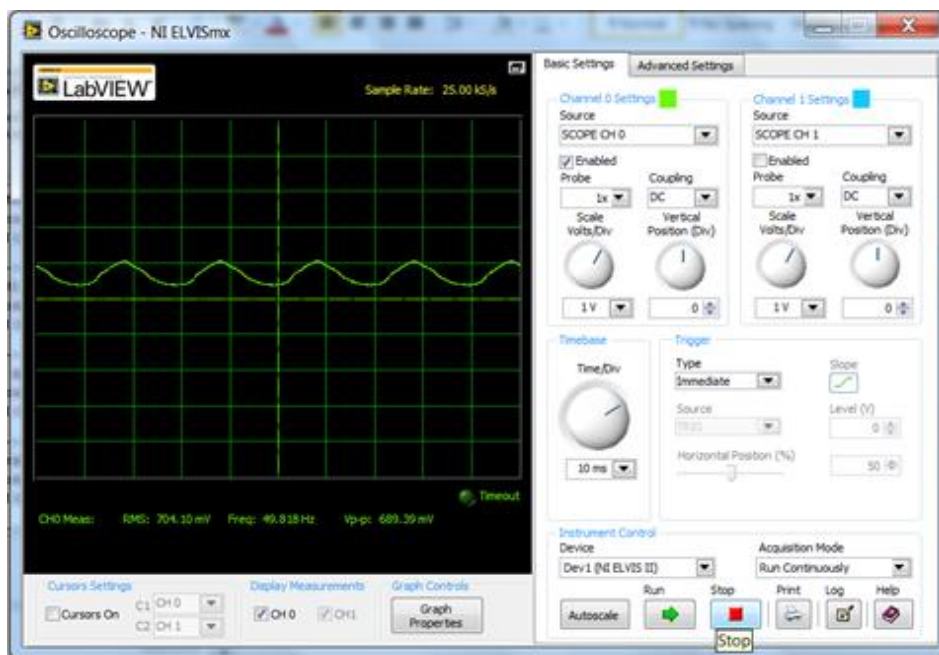 Oscilloscope - NI ELVISmx
LabVIEW
Sample Rate: 25.00 kS/s
Timeout
CH0 Meas: RMS: 704.10 mV Freq: 49.818 Hz Vp-p: 689.39 mV
Cursors Settings
Cursors On
C1 CH 0
C2 CH 1
Display Measurements
CH 0 CH1
Graph Controls
Graph
Properties
Basic Settings Advanced Settings
Channel 0 Settings
Source
SCOPE CH 0
Enabled
Probe Coupling
1x DC
Scale Vertical
Volts/Div Position (Div)
1 V 0
Channel 1 Settings
Source
SCOPE CH 1
Enabled
Probe Coupling
1x DC
Scale Vertical
Volts/Div Position (Div)
1 V 0
Timebase
Time/Div
10 ms
Trigger
Type
Immediate
Slope
Source
Level (V)
0
Horizontal Position (%)
50
Instrument Control
Device
Dev1 (NI ELVIS II)
Acquisition Mode
Run Continuously
Run Stop Print Log Help
Autoscale
Stop